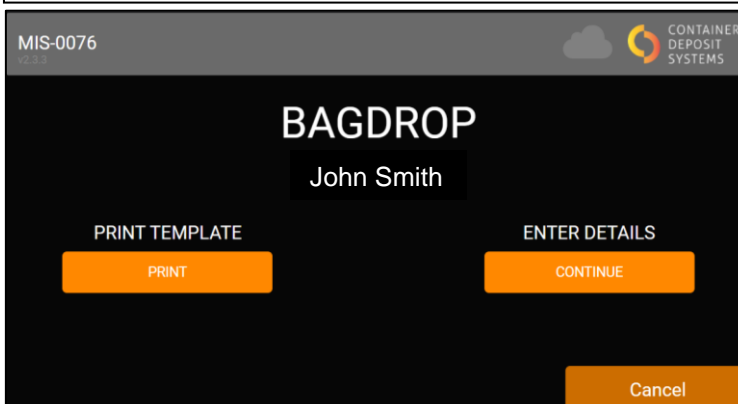 MIS-0076
v2.3.3
CONTAINER
DEPOSIT
SYSTEMS
BAGDROP
John Smith
PRINT TEMPLATE
ENTER DETAILS
PRINT
CONTINUE
Cancel